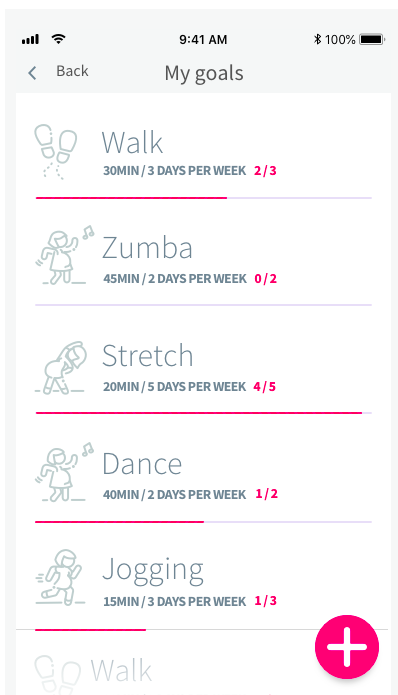 9:41 AM
100%
Back
My goals
Walk
30MIN / 3 DAYS PER WEEK 2 / 3
Zumba
45MIN / 2 DAYS PER WEEK 0 / 2
Stretch
20MIN / 5 DAYS PER WEEK 4 / 5
Dance
40MIN / 2 DAYS PER WEEK 1 / 2
Jogging
15MIN / 3 DAYS PER WEEK 1 / 3
Walk